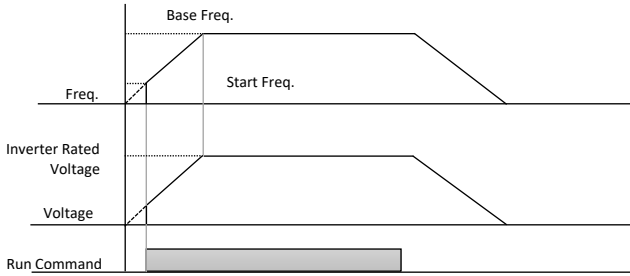 Base Freq.
Start Freq.
Freq.
Inverter Rated
Voltage
Voltage
Run Command